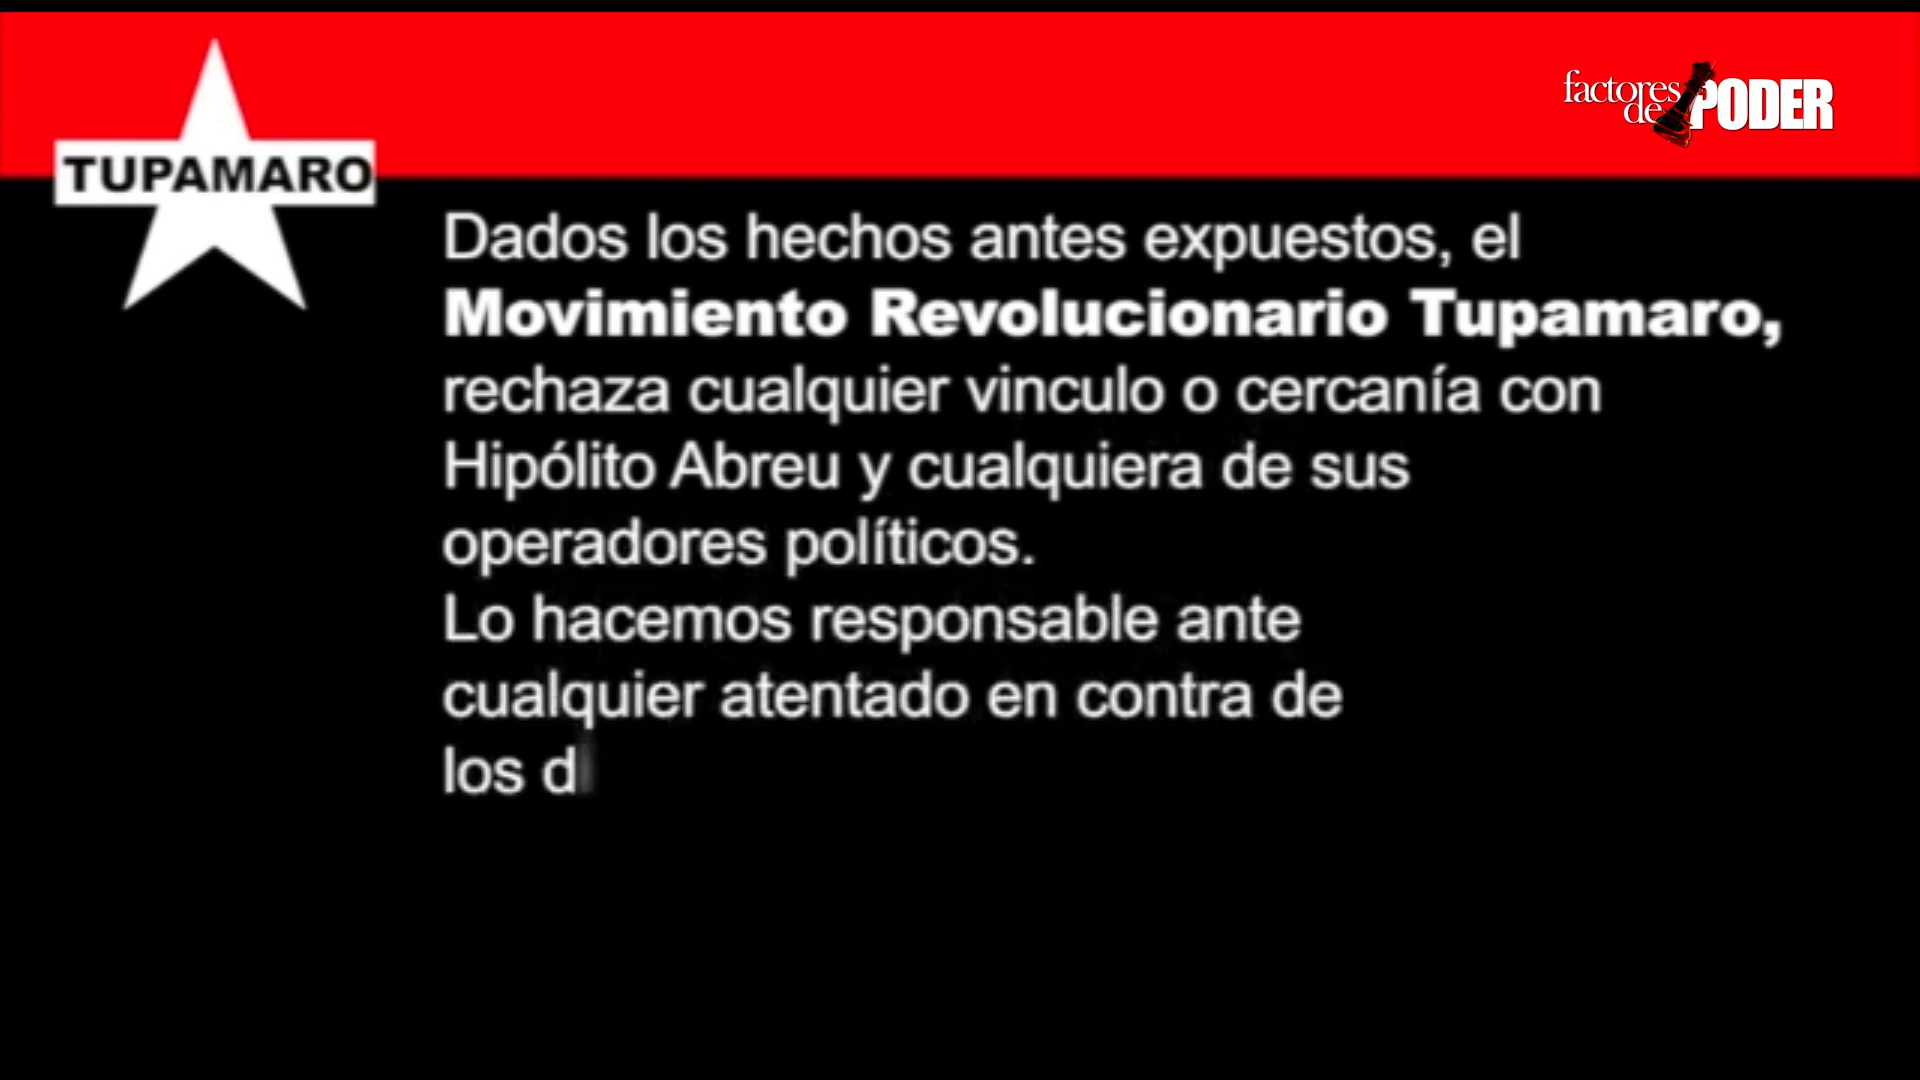 factores
de PODER
TUPAMARO
Dados los hechos antes expuestos, el
Movimiento Revolucionario Tupamaro,
rechaza cualquier vinculo o cercanía con
Hipólito Abreu y cualquiera de sus
operadores políticos.
Lo hacemos responsable ante
cualquier atentado en contra de
los d